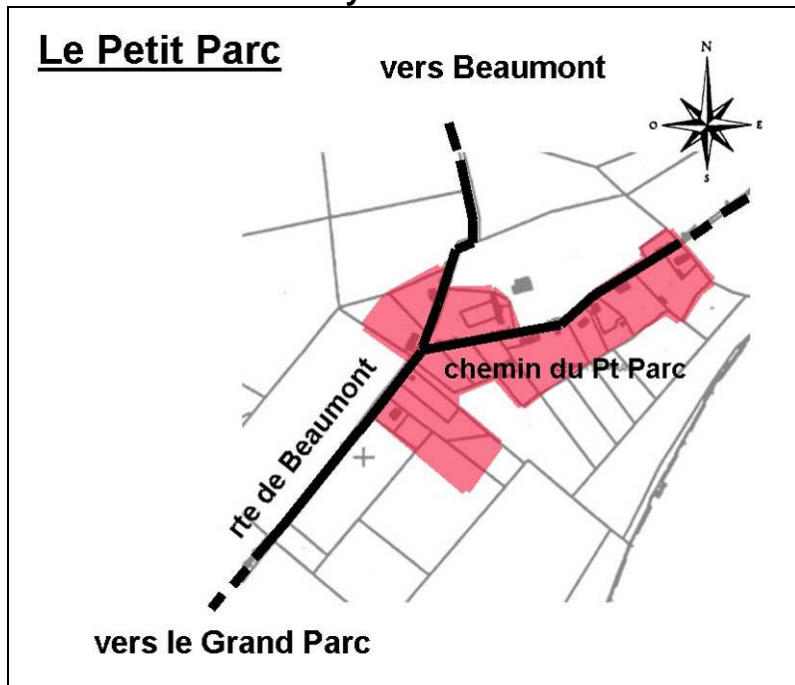 Le Petit Parc
vers Beaumont
N
O
E
S
chemin du Pt Parc
rte de Beaumont
vers le Grand Parc